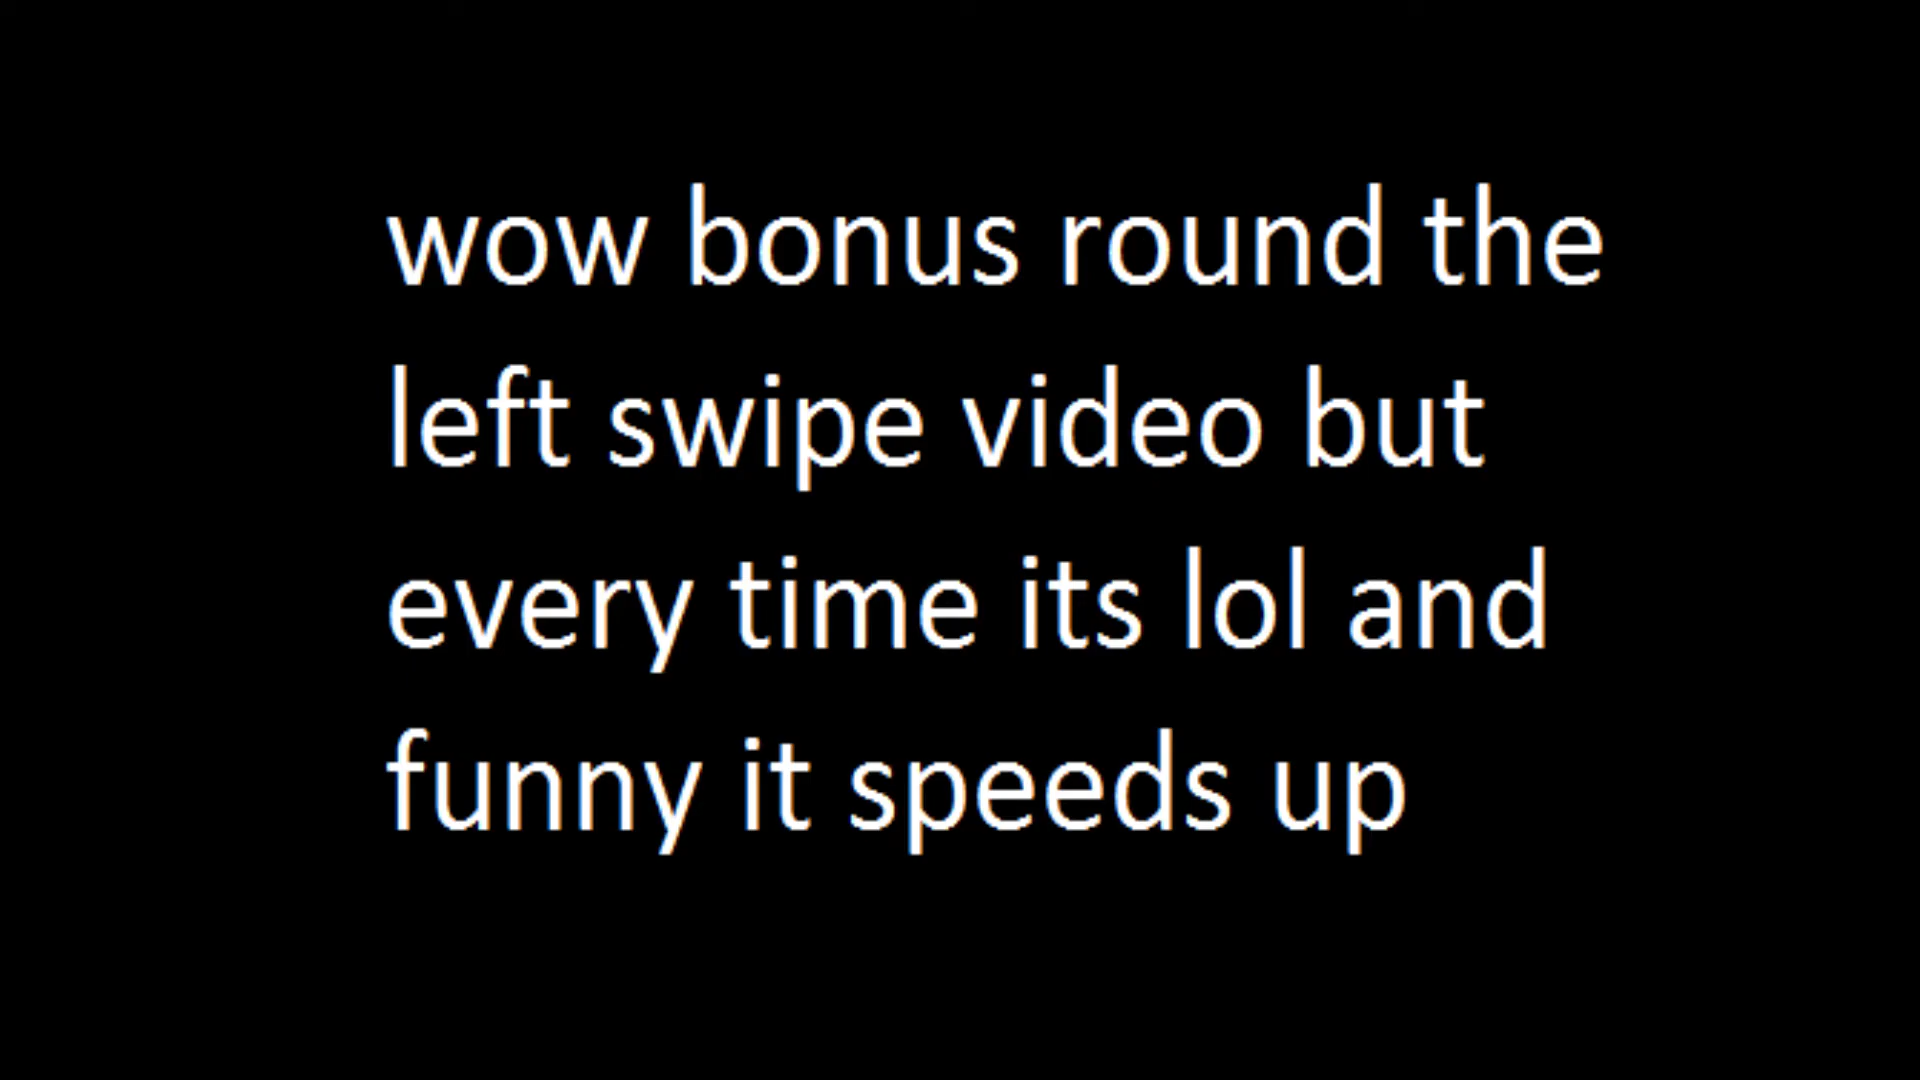 wow bonus round the
left swipe video but
every time its lol and
funny it speeds up